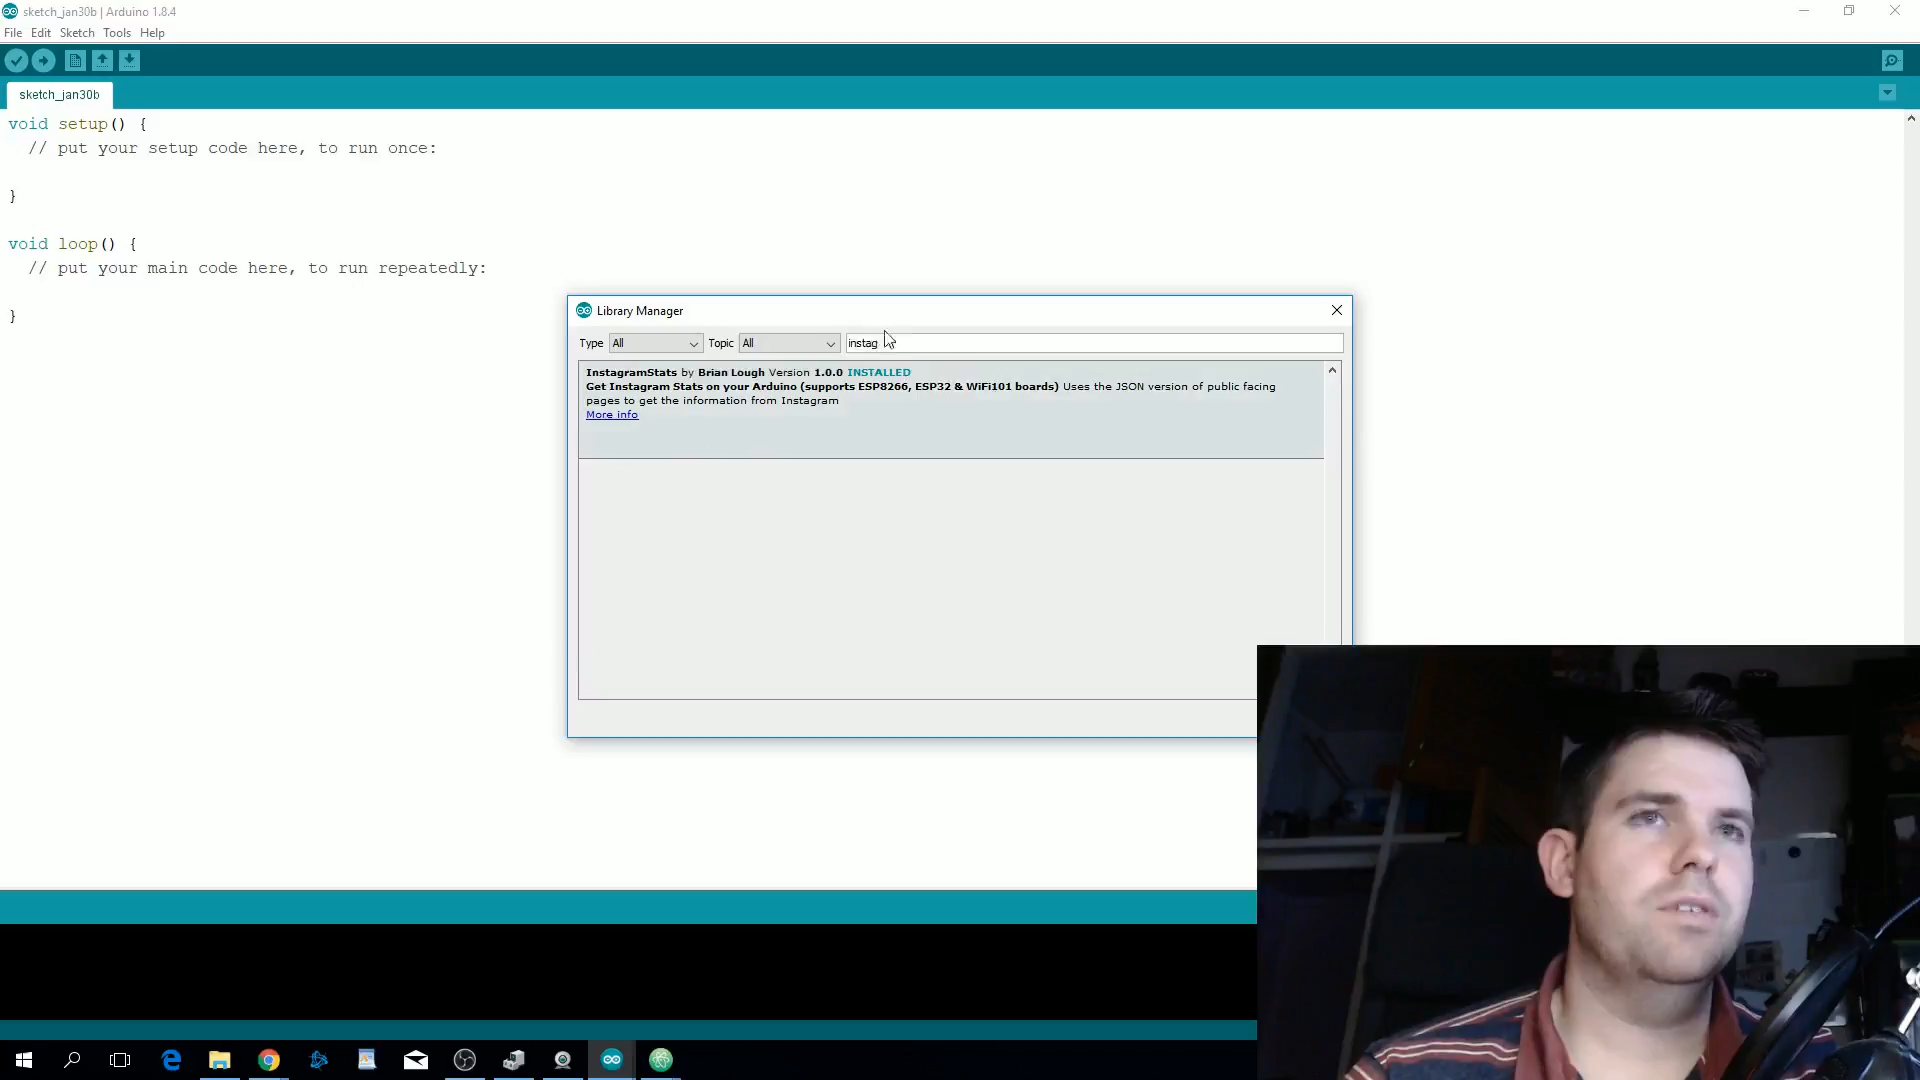 sketch_jan30b | Arduino 1.8.4
File Edit Sketch Tools Help
sketch_jan30b
void setup() {
// put your setup code here, to run once:
}
void loop() {
// put your main code here, to run repeatedly:
}
Library Manager
Type All Topic All instag
InstagramStats by Brian Lough Version 1.0.0 INSTALLED
Get Instagram Stats on your Arduino (supports ESP8266, ESP32 & WiFi101 boards) Uses the JSON version of public facing
pages to get the information from Instagram
More info